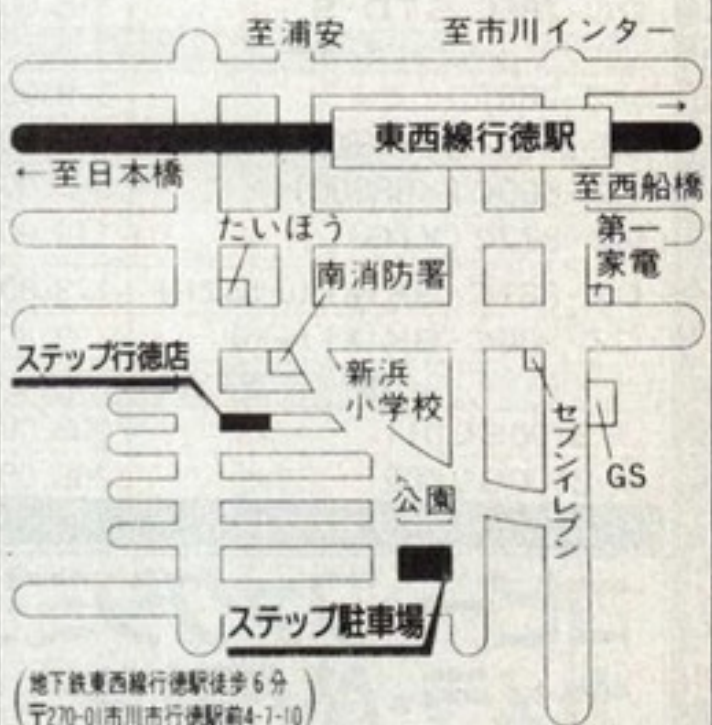 至浦安
至市川インター
→
東西線行徳駅
←至日本橋
至西船橋
たいほう
第一
家電
南消防署
ステップ行徳店
新浜
小学校
セブンイレブン
GS
公園
ステップ駐車場
(地下鉄東西線行徳駅徒歩6分
〒270-01市川市行徳駅前4-7-10)